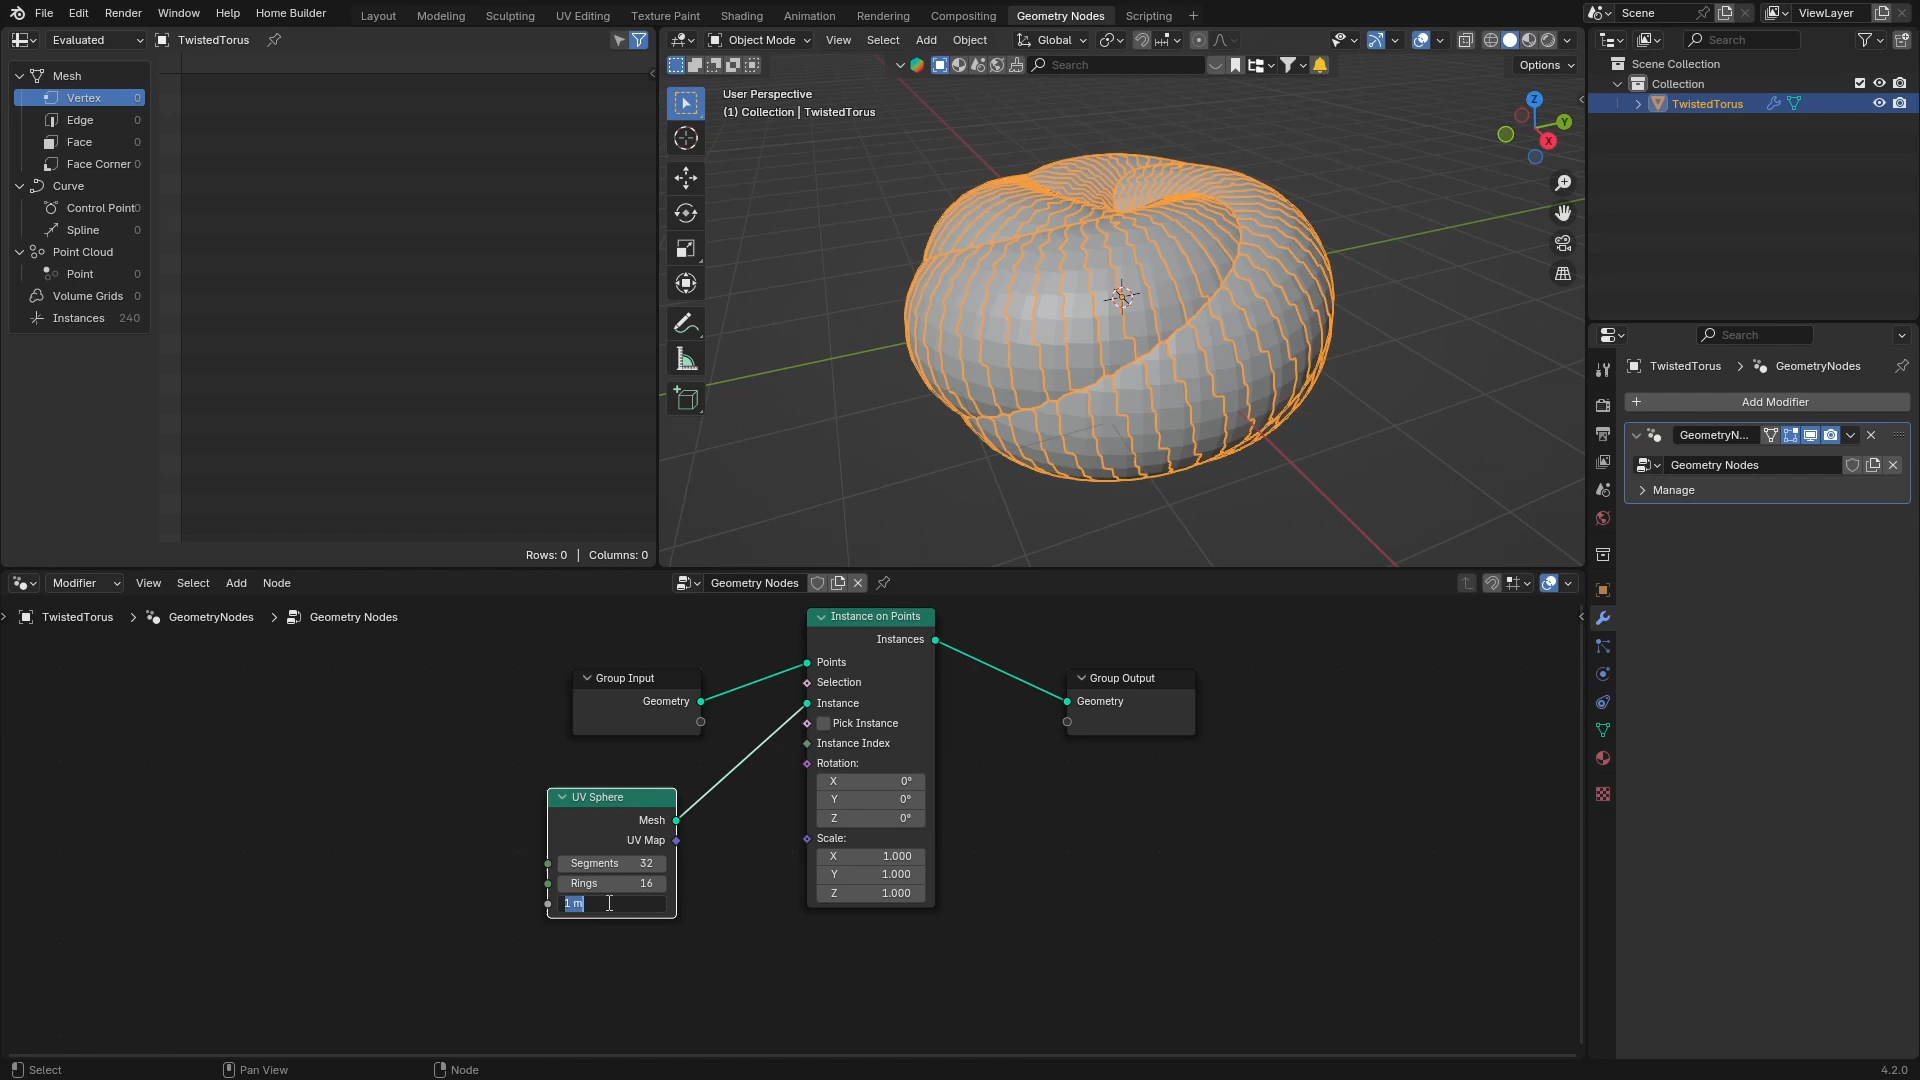 File Edit Render Window Help Home Builder Layout Modeling Sculpting UV Editing Texture Paint Shading Animation Rendering Compositing Geometry Nodes Scripting Scene ViewLayer
Evaluated TwistedTorus
Mesh
Vertex 0
Edge 0
Face 0
Face Corner 0
Curve
Control Point 0
Spline 0
Point Cloud
Point 0
Volume Grids 0
Instances 240
Rows: 0 | Columns: 0
Object Mode View Select Add Object Global
Search Options
User Perspective
(1) Collection | TwistedTorus
Z
Y
X
Search
Scene Collection
Collection
TwistedTorus
Search
TwistedTorus GeometryNodes
Add Modifier
GeometryN...
Geometry Nodes
Manage
Modifier View Select Add Node Geometry Nodes
TwistedTorus GeometryNodes Geometry Nodes
Group Input
Geometry
UV Sphere
Mesh
UV Map
Segments 32
Rings 16
1 m
Instance on Points
Instances
Points
Selection
Instance
Pick Instance
Instance Index
Rotation:
X 0°
Y 0°
Z 0°
Scale:
X 1.000
Y 1.000
Z 1.000
Group Output
Geometry
Select Pan View Node 4.2.0